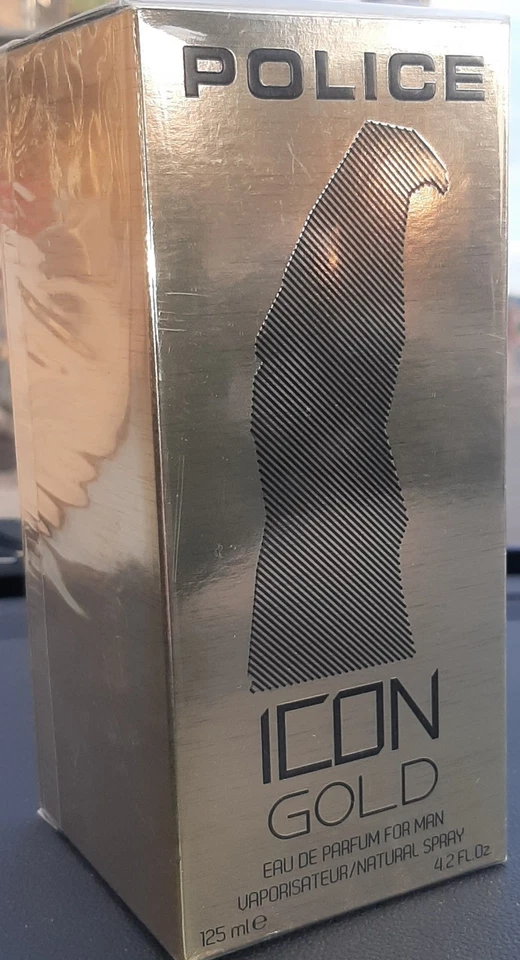 POLICE
ICON
GOLD
EAU DE PARFUM FOR MAN
VAPORISATEUR/NATURAL SPRAY
125 ml e 4.2 FL.Oz